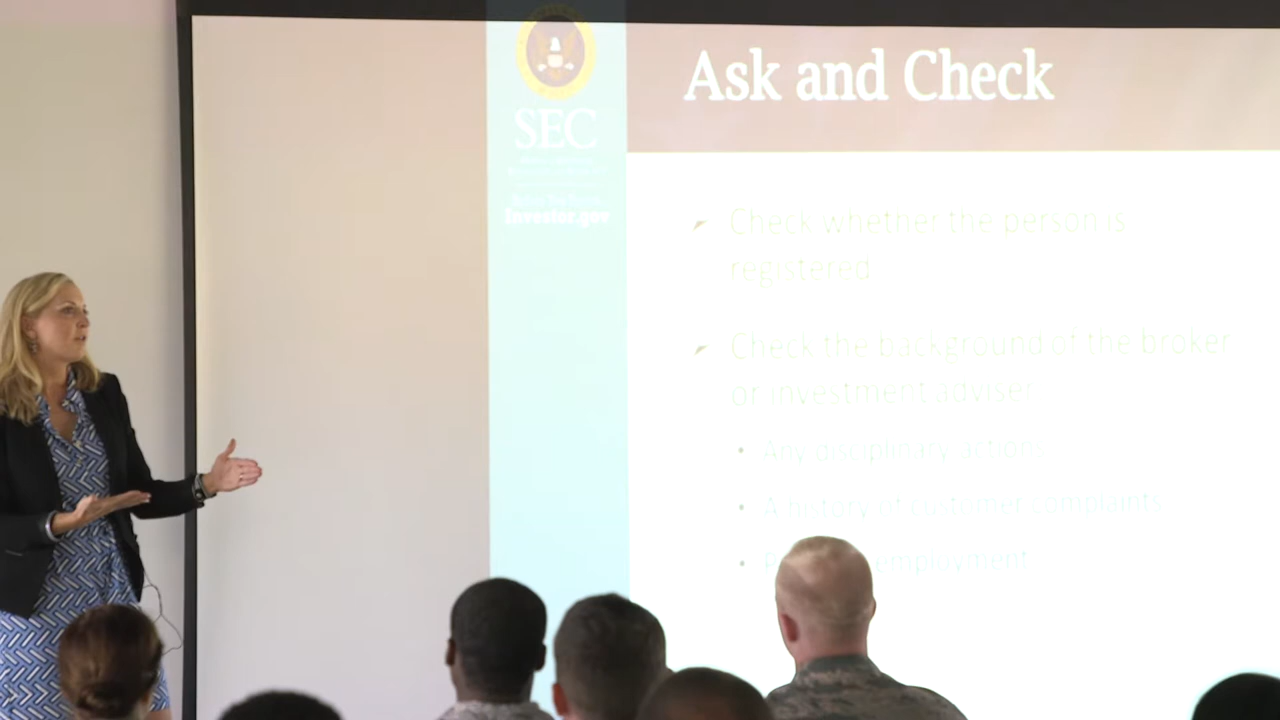 SEC
Investor.gov
Ask and Check
Check whether the person is
registered
Check the background of the broker
or investment adviser
Any disciplinary actions
A history of customer complaints
employment